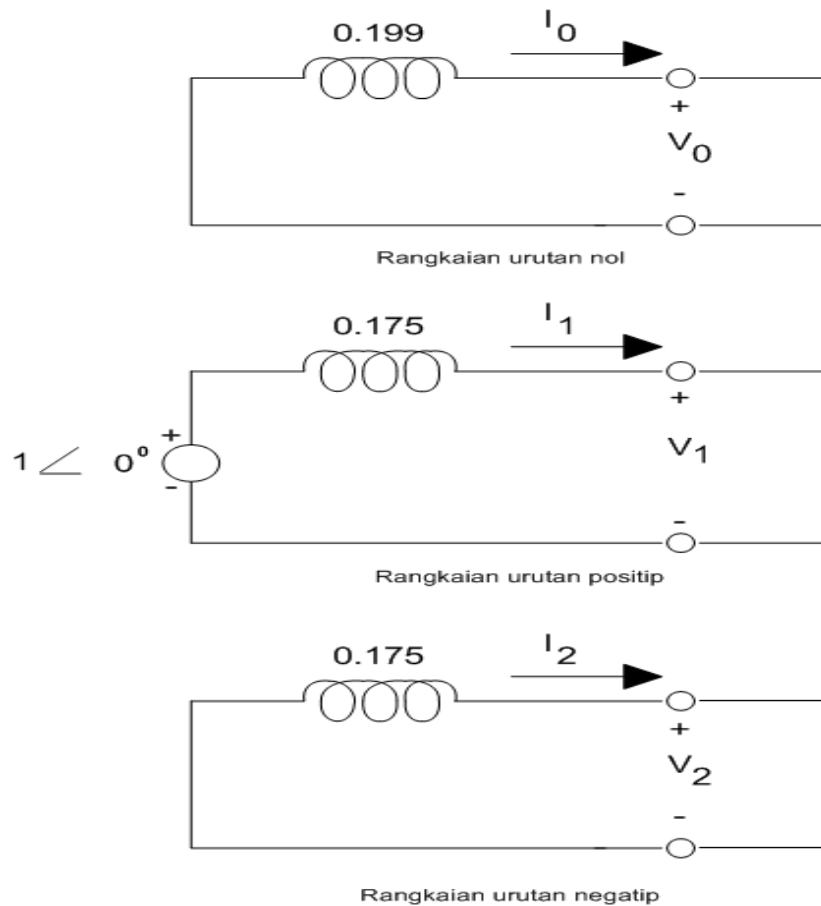 0.199
I0
+
V0
-
Rangkaian urutan nol
0.175
I1
+
1∠ 0º
+
-
V1
-
Rangkaian urutan positip
0.175
I2
+
V2
-
Rangkaian urutan negatip